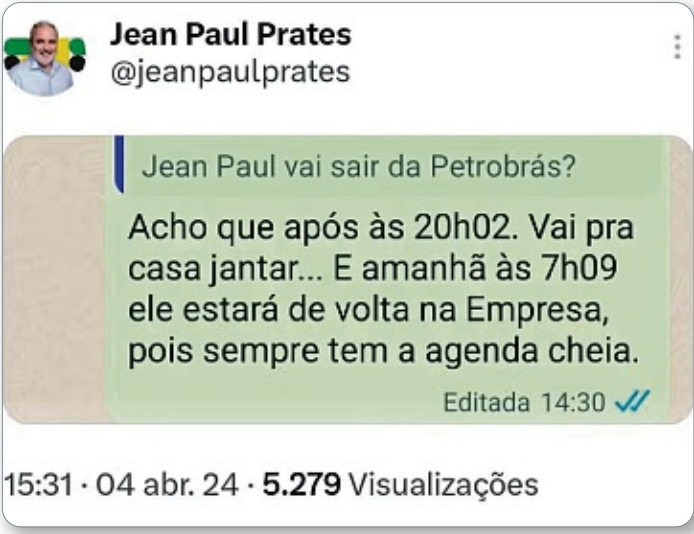 Jean Paul Prates
@jeanpaulprates
Jean Paul vai sair da Petrobrás?
Acho que após às 20h02. Vai pra
casa jantar... E amanhã às 7h09
ele estará de volta na Empresa,
pois sempre tem a agenda cheia.
Editada 14:30
15:31 · 04 abr. 24 · 5.279 Visualizações